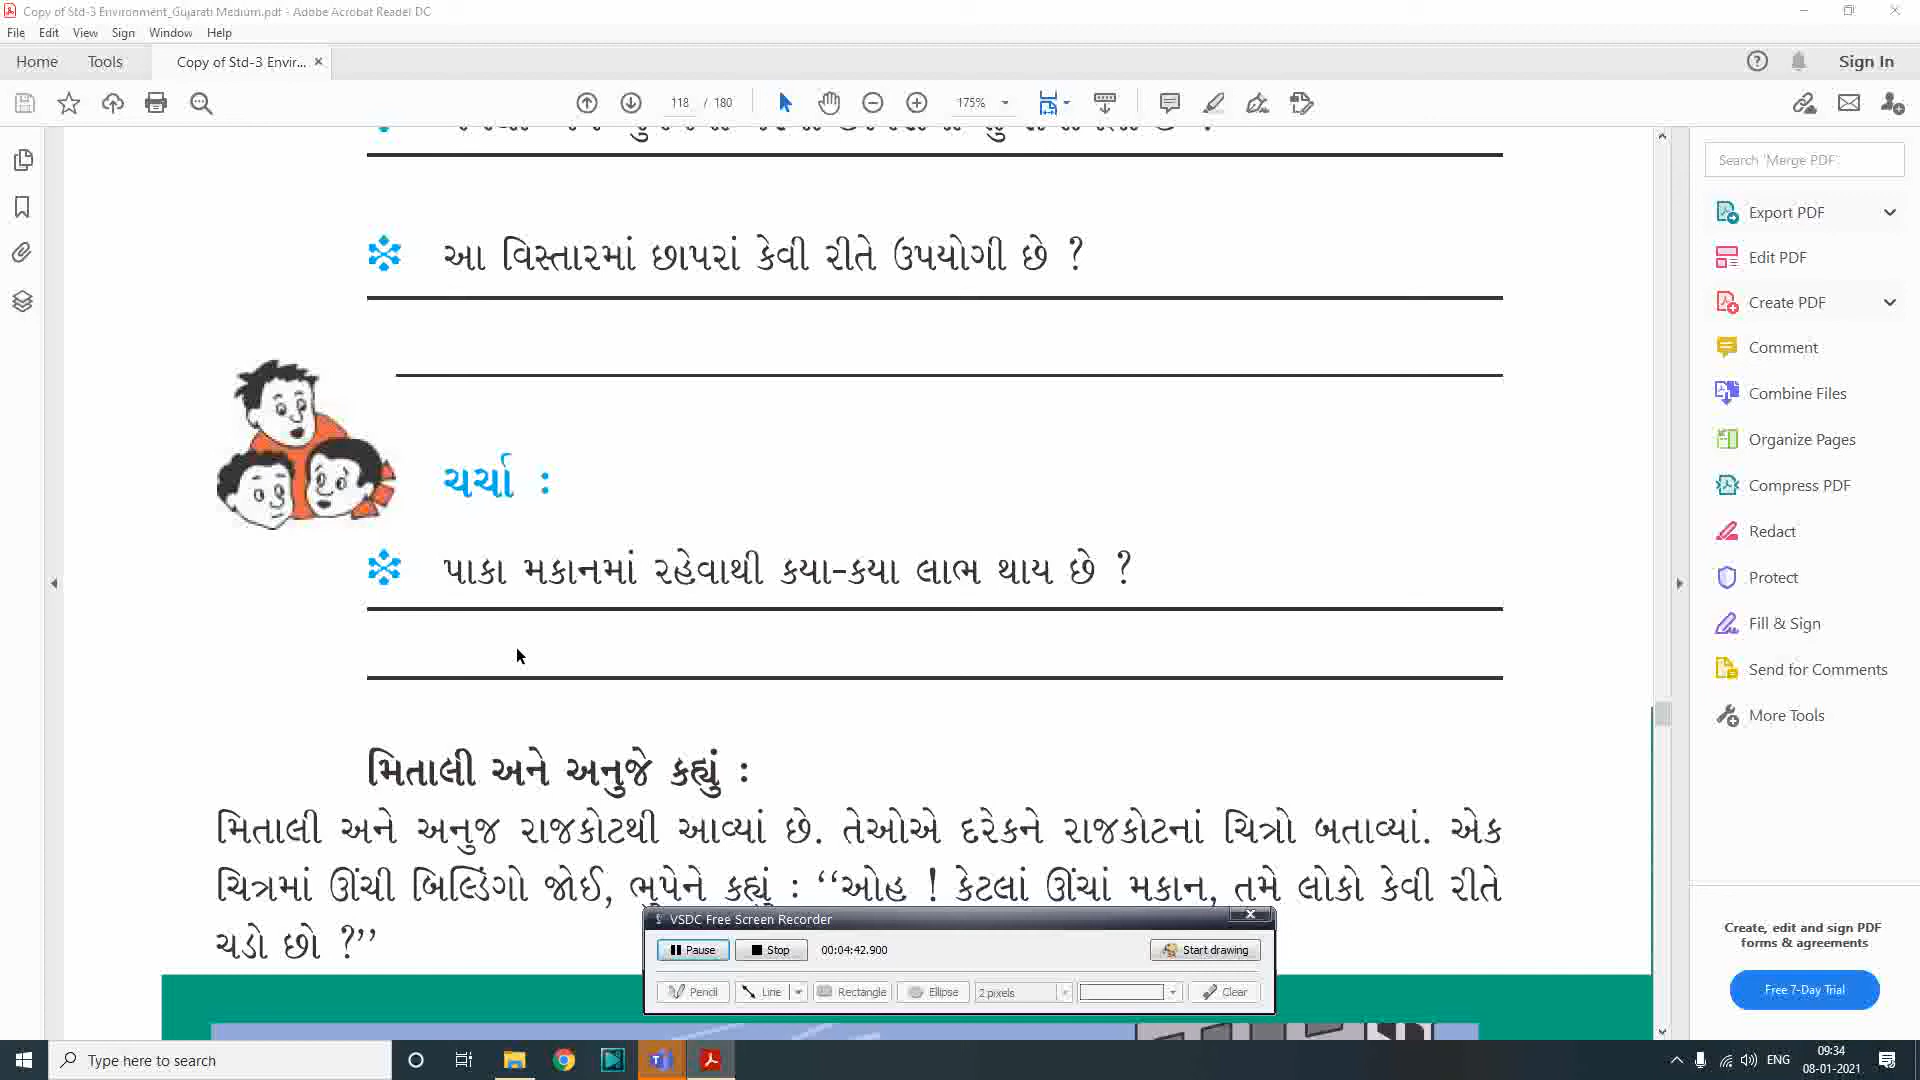 Copy of Std-3 Environment_Gujarati Medium.pdf - Adobe Acrobat Reader DC
File Edit View Sign Window Help
Home Tools Copy of Std-3 Envir... × Sign In
118 / 180 175%
Search 'Merge PDF'
Export PDF
Edit PDF
Create PDF
Comment
Combine Files
Organize Pages
Compress PDF
Redact
Protect
Fill & Sign
Send for Comments
More Tools
Create, edit and sign PDF
forms & agreements
Free 7-Day Trial
આ વિસ્તારમાં છાપરાં કેવી રીતે ઉપયોગી છે ?
ચર્ચા :
પાકા મકાનમાં રહેવાથી કયા-કયા લાભ થાય છે ?
મિતાલી અને અનુજે કહ્યું :
મિતાલી અને અનુજ રાજકોટથી આવ્યાં છે. તેઓએ દરેકને રાજકોટનાં ચિત્રો બતાવ્યાં. એક
ચિત્રમાં ઊંચી બિલ્ડિંગો જોઈ, ભૂપેને કહ્યું : ‘‘ઓહ ! કેટલાં ઊંચાં મકાન, તમે લોકો કેવી રીતે
ચડો છો ?’’
VSDC Free Screen Recorder
Pause Stop 00:04:42.900 Start drawing
Pencil Line Rectangle Ellipse 2 pixels Clear
Type here to search
ENG
09:34
08-01-2021